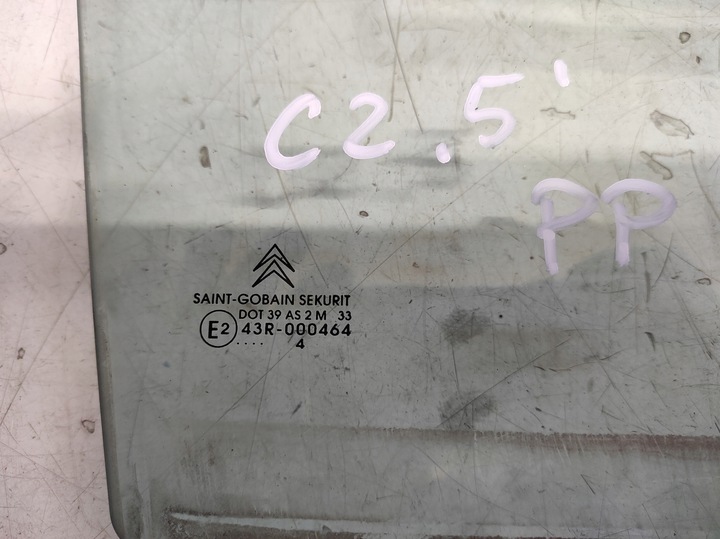 C2.5'
PP
SAINT-GOBAIN SEKURIT
DOT 39 AS 2 M 33
E2 43R-000464
.... 4